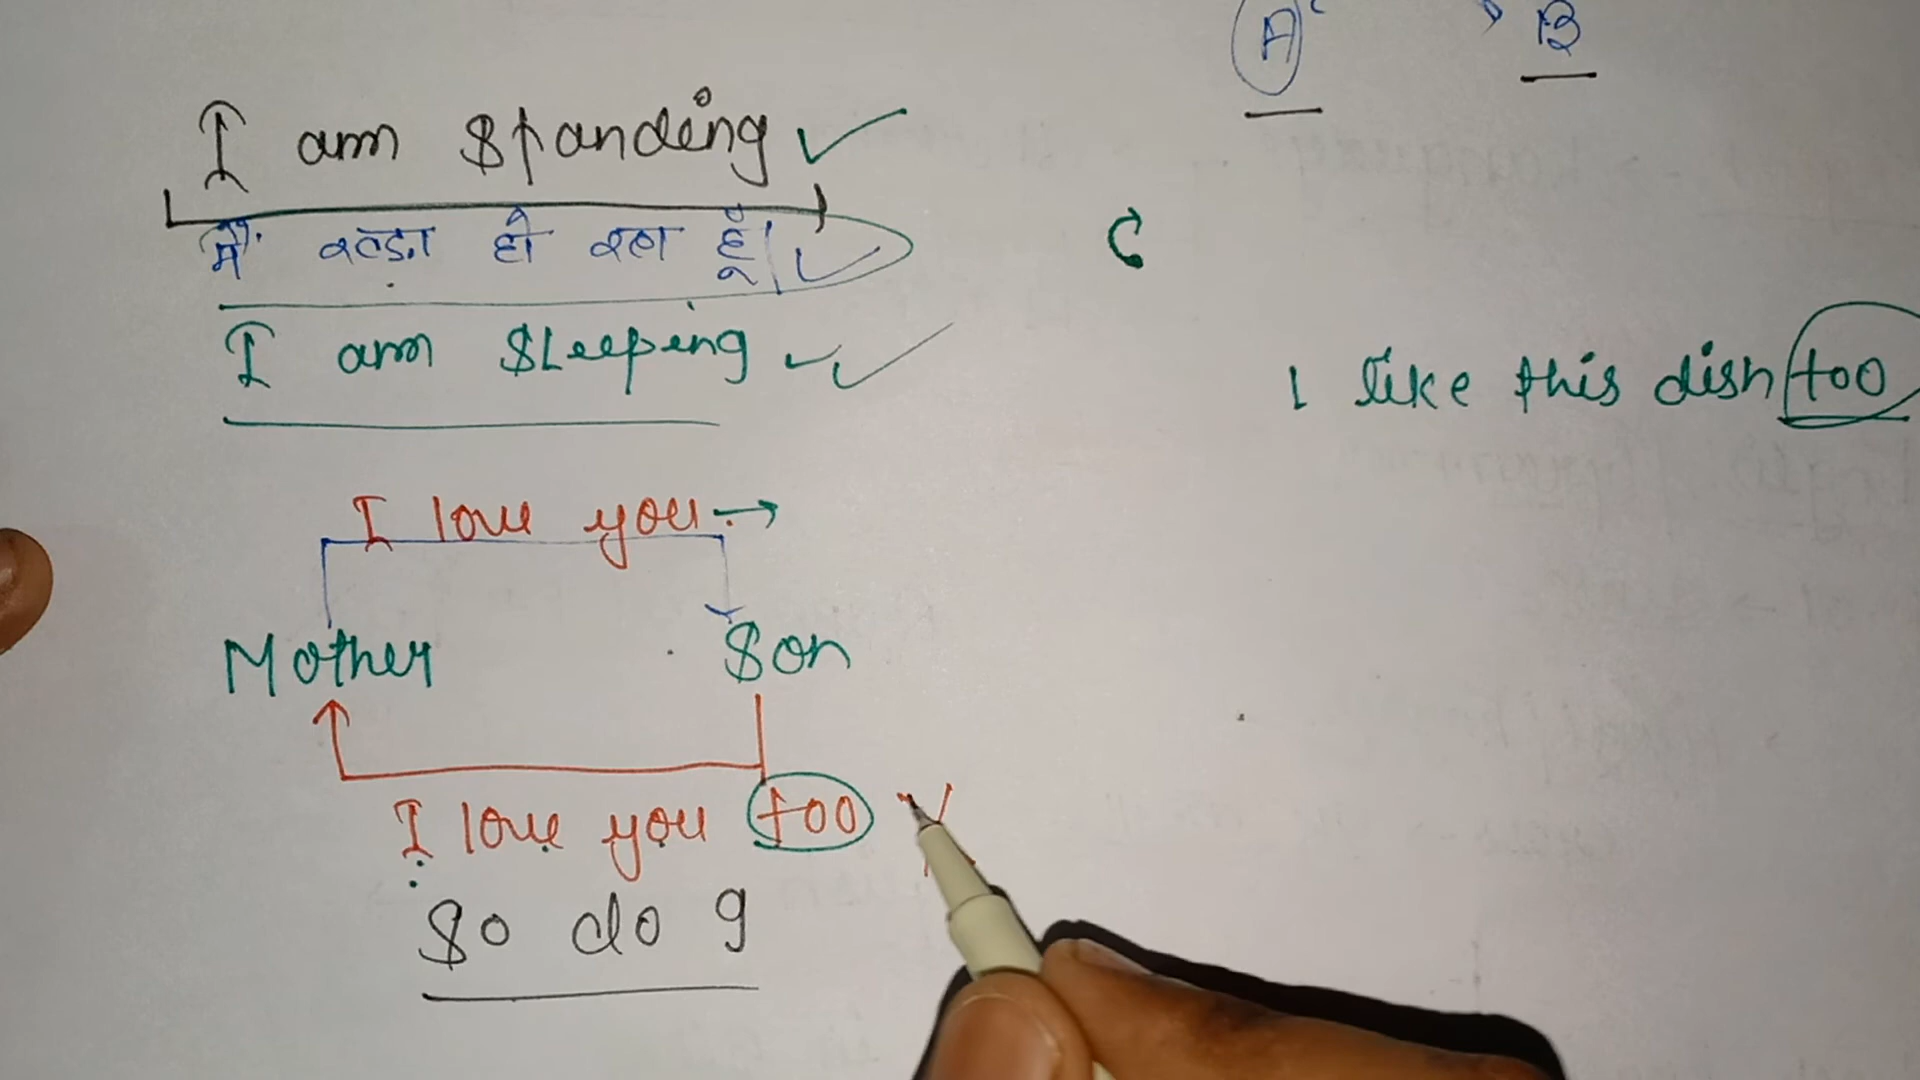 A B
I am Standing
मैं खड़ा हो रहा हूँ।
I am Sleeping
I like this dish too
I love you
Mother Son
I love you too
So do I